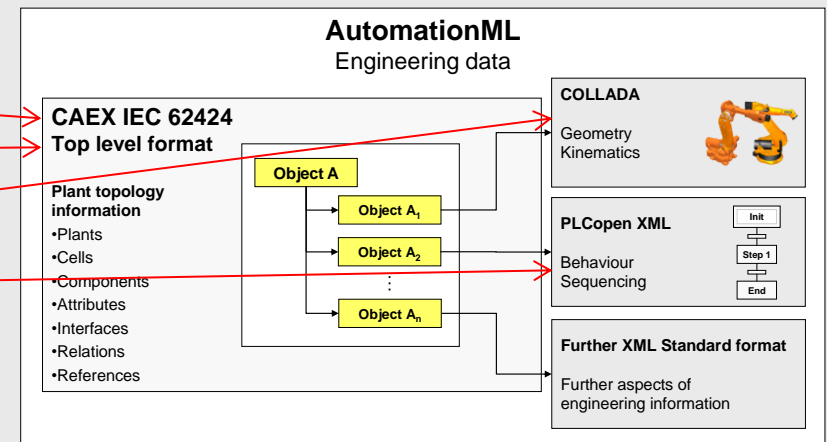 AutomationML
Engineering data
CAEX IEC 62424
Top level format
Plant topology
information
•Plants
•Cells
•Components
•Attributes
•Interfaces
•Relations
•References
Object A
Object A₁
Object A₂
⋮
Object Aₙ
COLLADA
Geometry
Kinematics
PLCopen XML
Behaviour
Sequencing
Init
Step 1
End
Further XML Standard format
Further aspects of
engineering information